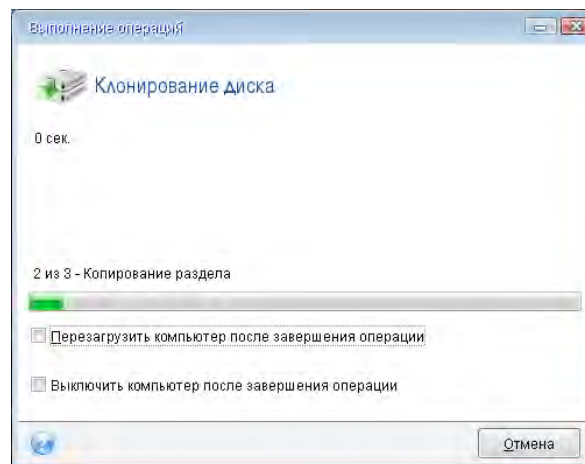 Выполнение операций
Клонирование диска
0 сек.
2 из 3 - Копирование раздела
Перезагрузить компьютер после завершения операции
Выключить компьютер после завершения операции
Отмена